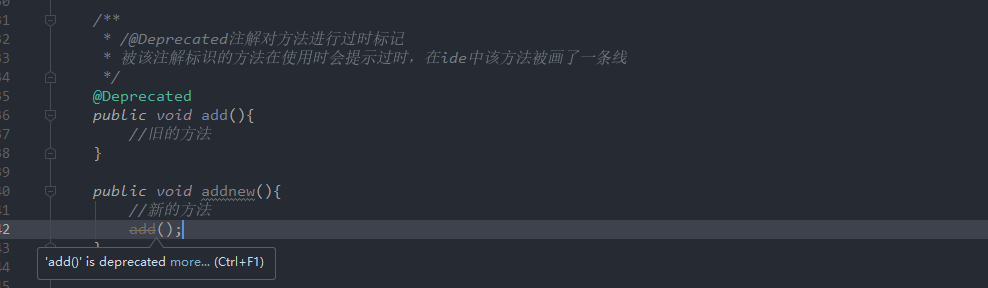 31 /**
32 * /@Deprecated注解对方法进行过时标记
33 * 被该注解标识的方法在使用时会提示过时，在ide中该方法被画了一条线
34 */
35 @Deprecated
36 public void add(){
37 //旧的方法
38 }
39
40 public void addnew(){
41 //新的方法
42 add();
43
'add()' is deprecated more... (Ctrl+F1)
44